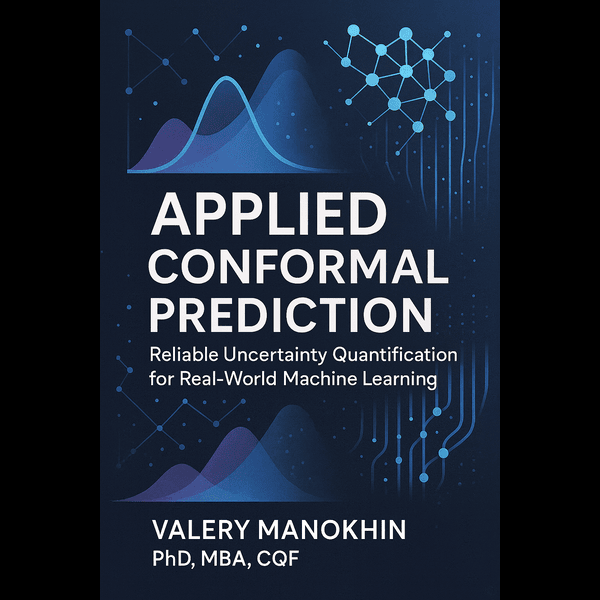 APPLIED
CONFORMAL
PREDICTION
Reliable Uncertainty Quantification
for Real-World Machine Learning
VALERY MANOKHIN
PhD, MBA, CQF